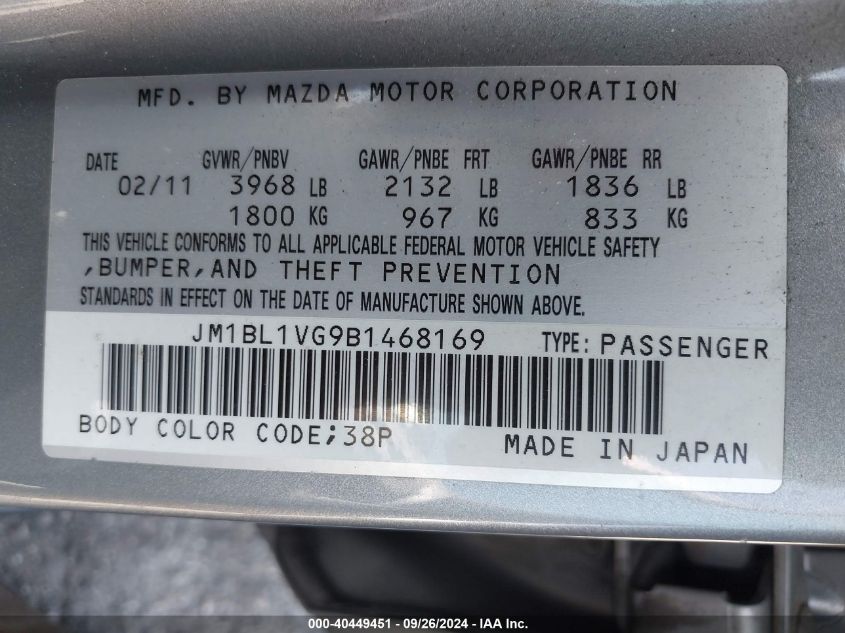 MFD. BY MAZDA MOTOR CORPORATION
DATE GVWR/PNBV GAWR/PNBE FRT GAWR/PNBE RR
02/11 3968 LB 2132 LB 1836 LB
1800 KG 967 KG 833 KG
THIS VEHICLE CONFORMS TO ALL APPLICABLE FEDERAL MOTOR VEHICLE SAFETY
,BUMPER,AND THEFT PREVENTION
STANDARDS IN EFFECT ON THE DATE OF MANUFACTURE SHOWN ABOVE.
JM1BL1VG9B1468169 TYPE: PASSENGER
BODY COLOR CODE;38P MADE IN JAPAN
000-40449451 - 09/26/2024 - IAA Inc.